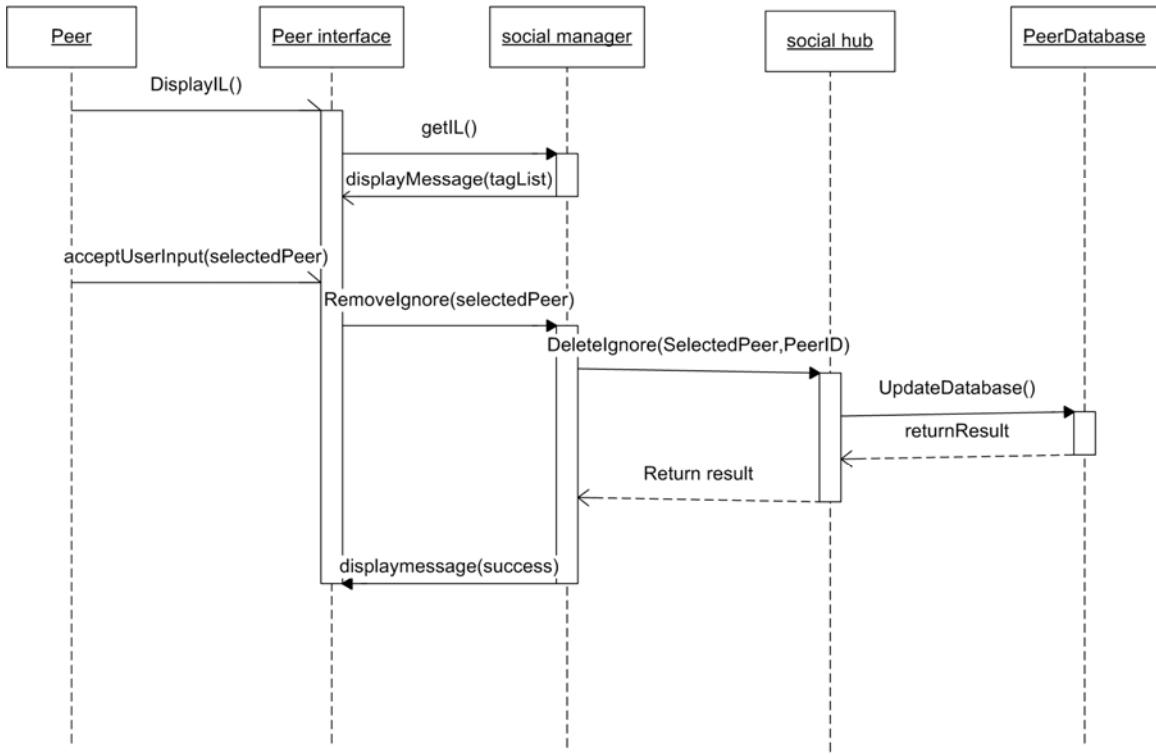 Peer
Peer interface
social manager
social hub
PeerDatabase
DisplayIL()
getIL()
displayMessage(tagList)
acceptUserInput(selectedPeer)
RemoveIgnore(selectedPeer)
DeleteIgnore(SelectedPeer,PeerID)
UpdateDatabase()
returnResult
Return result
displaymessage(success)